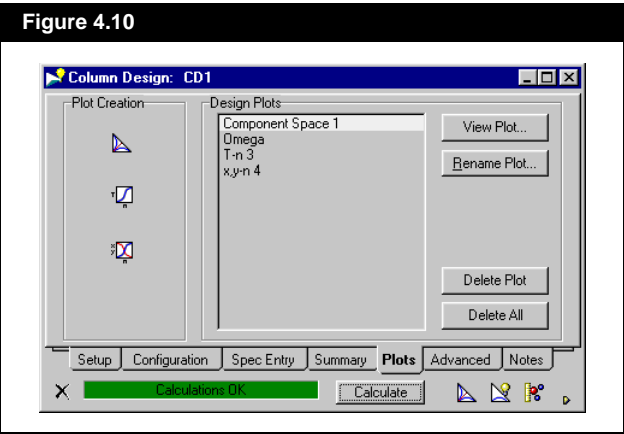 Figure 4.10
Column Design: CD1
Plot Creation
Design Plots
Component Space 1
Omega
T-n 3
x,y-n 4
View Plot...
Rename Plot...
Delete Plot
Delete All
Setup Configuration Spec Entry Summary Plots Advanced Notes
Calculations OK
Calculate